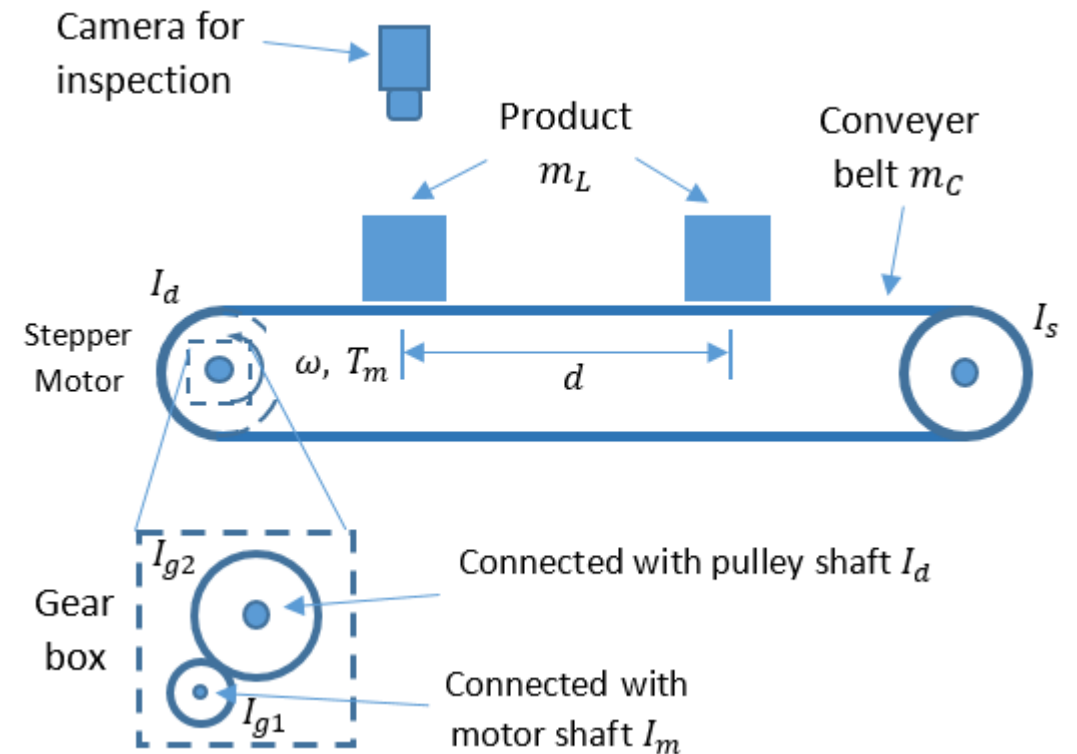 Camera for
inspection
Product
m_L
Conveyer
belt m_C
I_d
I_s
Stepper
Motor
ω, T_m
d
I_g2
Connected with pulley shaft I_d
Gear
box
Connected with
I_g1
motor shaft I_m